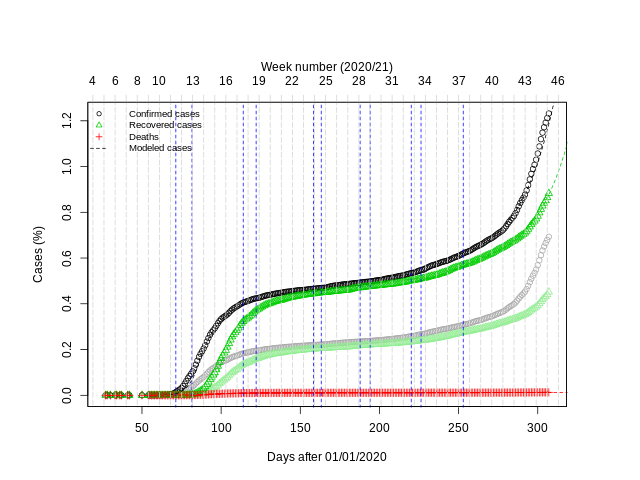 Week number (2020/21)
4 6 8 10 13 16 19 22 25 28 31 34 37 40 43 46
Confirmed cases
Recovered cases
Deaths
Modeled cases
Cases (%)
1.2
1.0
0.8
0.6
0.4
0.2
0.0
50 100 150 200 250 300
Days after 01/01/2020